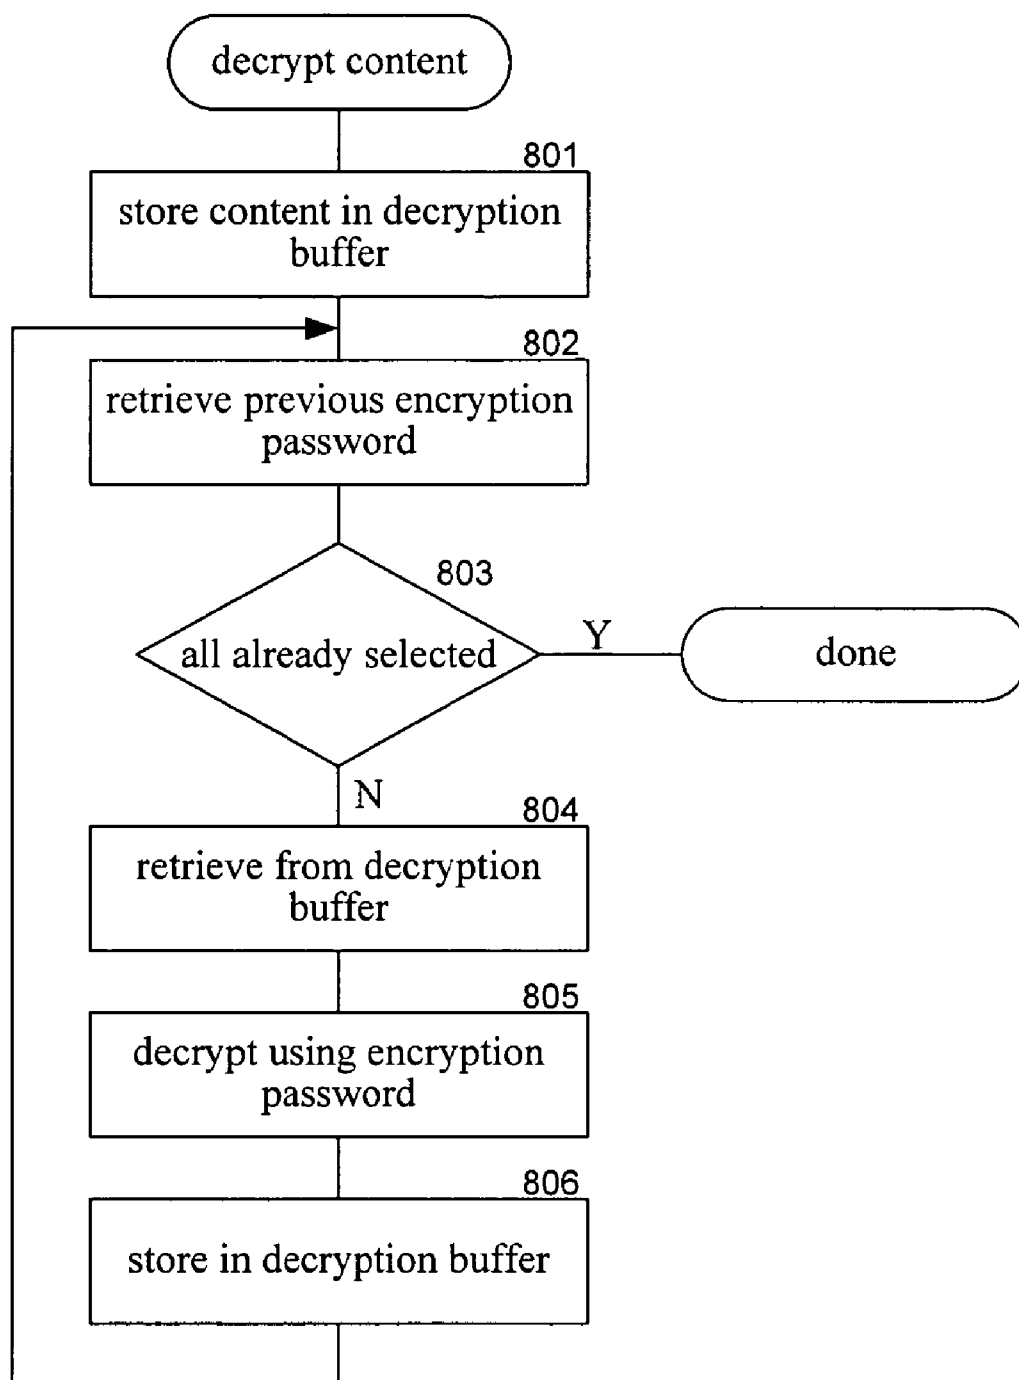 decrypt content
801
store content in decryption
buffer
802
retrieve previous encryption
password
803
all already selected
Y
done
N
804
retrieve from decryption
buffer
805
decrypt using encryption
password
806
store in decryption buffer